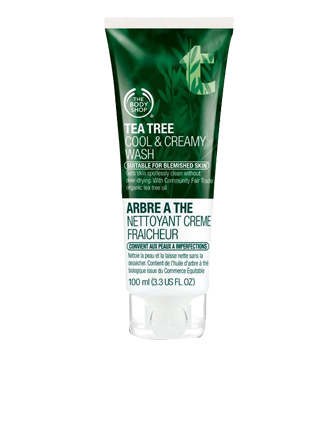 t
THE
BODY
SHOP
TEA TREE
COOL & CREAMY
WASH
SUITABLE FOR BLEMISHED SKIN
Gets skin spotlessly clean without
over-drying. With Community Fair Trade
organic tea tree oil.
ARBRE A THE
NETTOYANT CREME
FRAICHEUR
CONVIENT AUX PEAUX A IMPERFECTIONS
Nettoie la peau et la laisse nette sans la
dessécher. Contient de l'huile d'arbre à thé
biologique issue du Commerce Équitable
100 ml (3.3 US FL OZ)